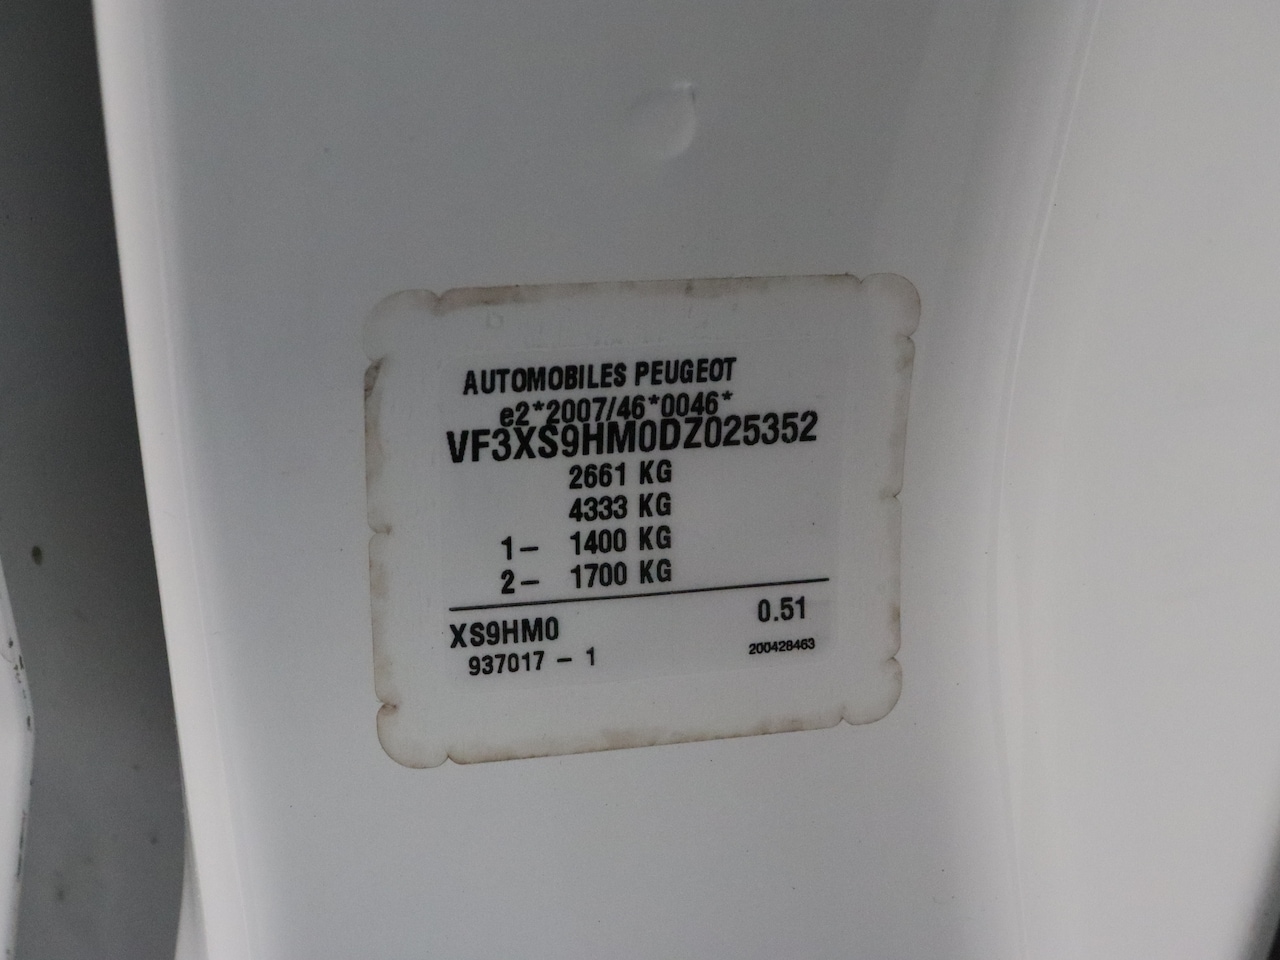 AUTOMOBILES PEUGEOT
e2*2007/46*0046*
VF3XS9HM0DZ025352
2661 KG
4333 KG
1- 1400 KG
2- 1700 KG
XS9HM0 0.51
937017 - 1 200428463